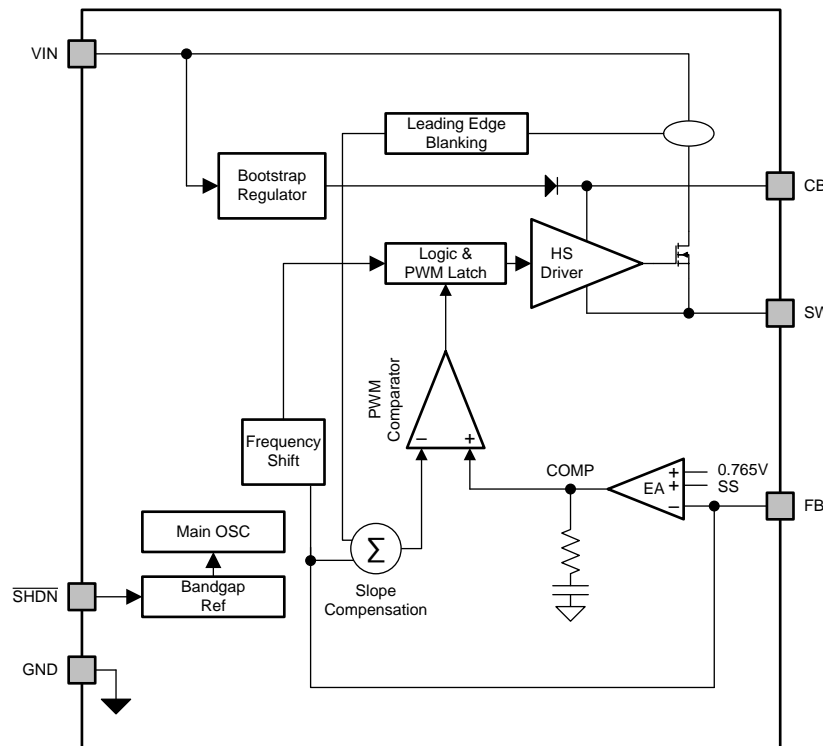 VIN
Leading Edge
Blanking
Bootstrap
Regulator
CB
Logic &
PWM Latch
HS
Driver
SW
PWM
Comparator
−
+
Frequency
Shift
COMP
EA
+
+
−
0.765V
SS
FB
Main OSC
Σ
SHDN
Bandgap
Ref
Slope
Compensation
GND